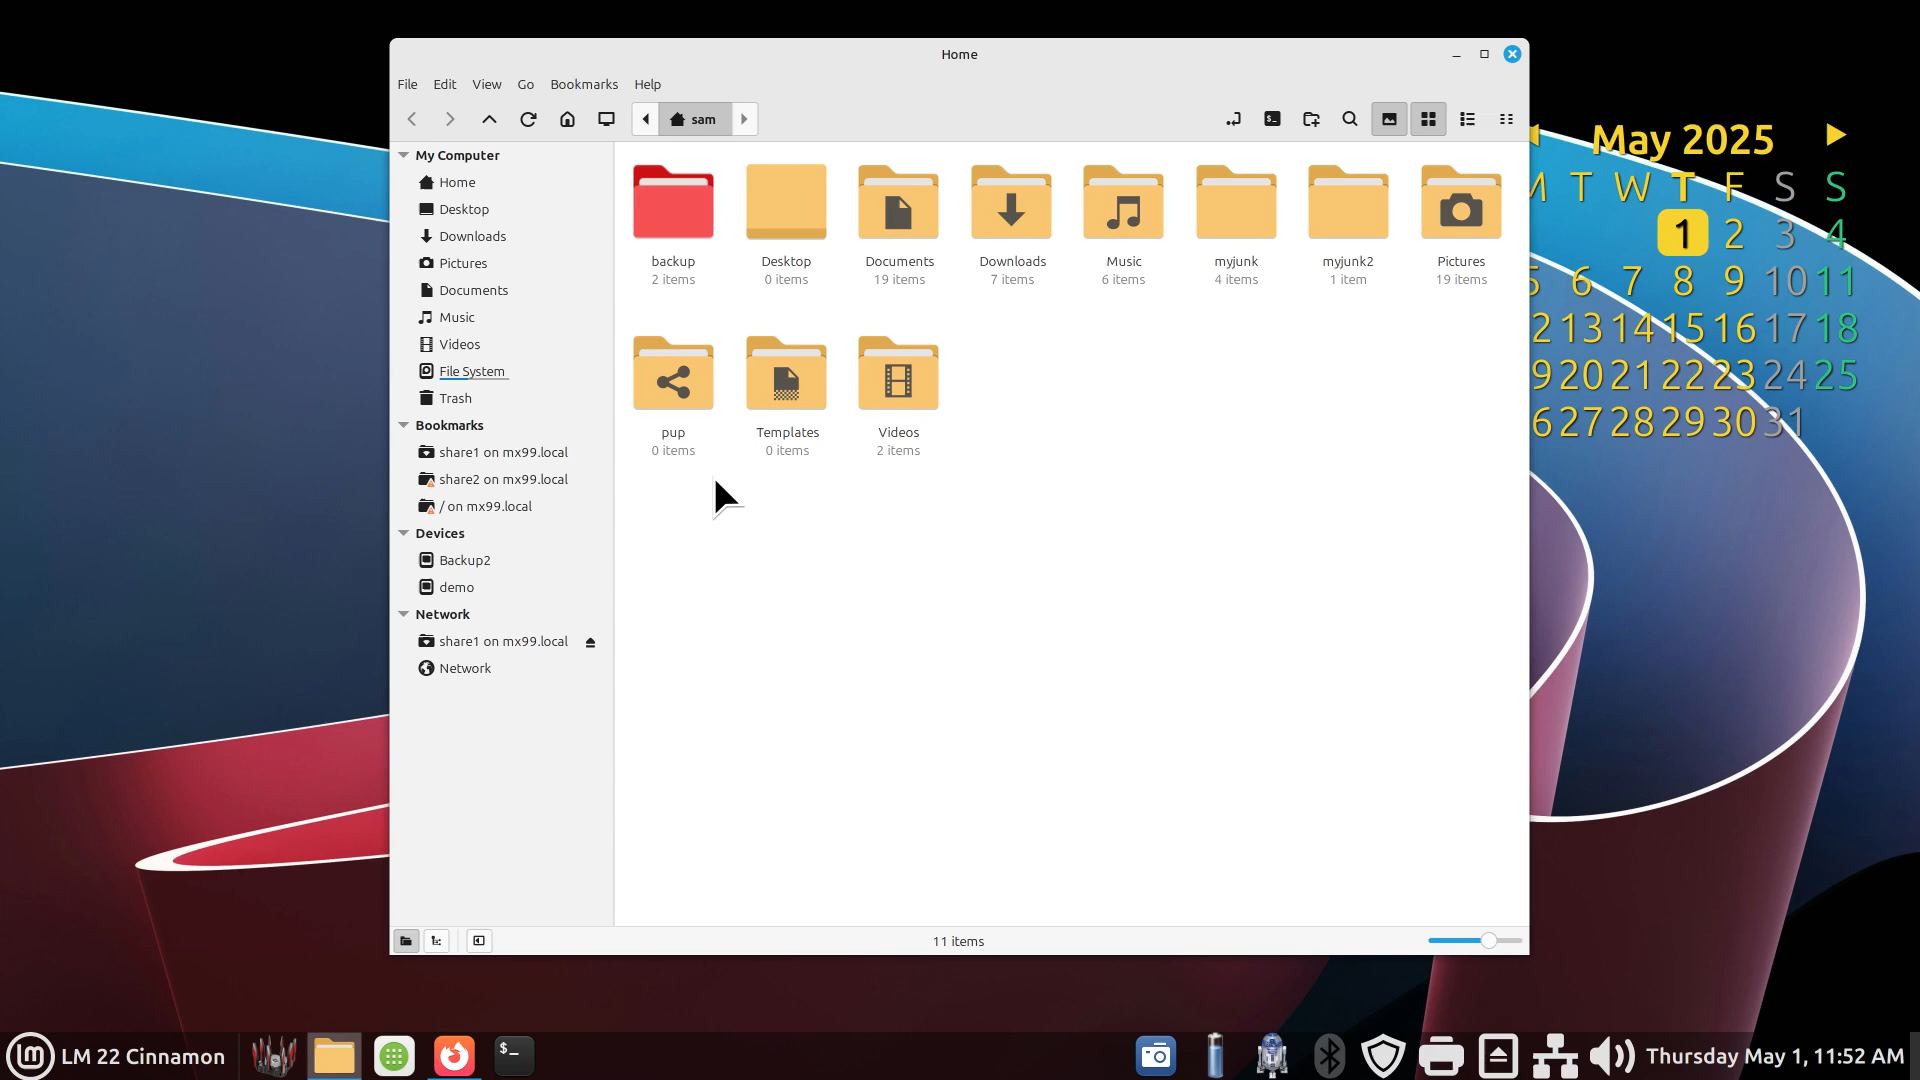 Home
File Edit View Go Bookmarks Help
sam
My Computer
Home
Desktop
Downloads
Pictures
Documents
Music
Videos
File System
Trash
Bookmarks
share1 on mx99.local
share2 on mx99.local
/ on mx99.local
Devices
Backup2
demo
Network
share1 on mx99.local
Network
backup
2 items
Desktop
0 items
Documents
19 items
Downloads
7 items
Music
6 items
myjunk
4 items
myjunk2
1 item
Pictures
19 items
pup
0 items
Templates
0 items
Videos
2 items
11 items
May 2025
M T W T F S S
1 2 3 4
5 6 7 8 9 10 11
2 13 14 15 16 17 18
9 20 21 22 23 24 25
6 27 28 29 30 31
LM 22 Cinnamon
$_
Thursday May 1, 11:52 AM